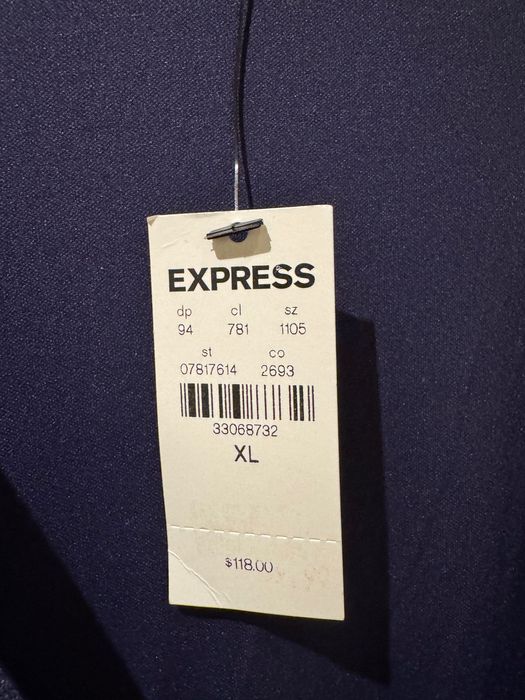 EXPRESS
dp cl sz
94 781 1105
st co
07817614 2693
33068732
XL
$118.00